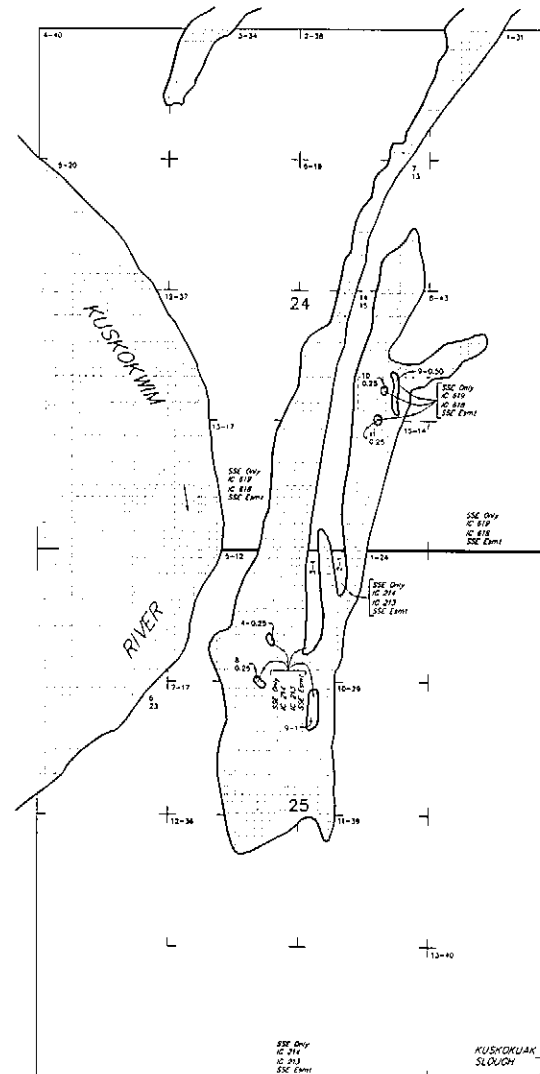 4-40
3-34
2-38
1-31
5-20
6-19
7
13
12-37
24
14
15
8-43
KUSKOKWIM
10
0.25
9-0.50
SSE Only
IC 619
IC 618
SSE Esmt
11
0.25
13-17
15-14
SSE Only
IC 619
IC 618
SSE Esmt
SSE Only
IC 619
IC 618
SSE Esmt
5-12
1-24
SSE Only
IC 214
IC 213
SSE Esmt
RIVER
4-0.25
8
0.25
SSE Only
IC 214
IC 213
SSE Esmt
6
23
7-17
10-29
9-1
12-36
25
11-39
13-40
SSE Only
IC 214
IC 213
SSE Esmt
KUSKOKUAK
SLOUGH